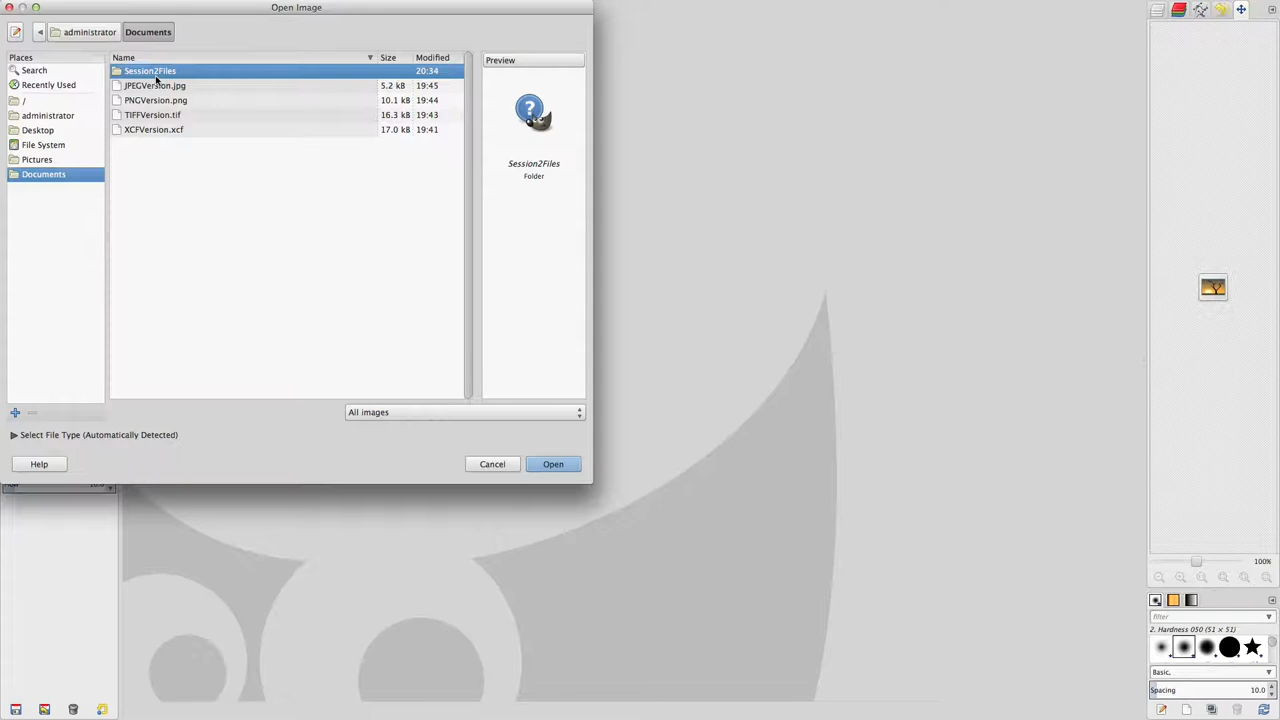 Open Image
administrator Documents
Places Name Size Modified Preview
Search Session2Files 20:34
Recently Used JPEGVersion.jpg 5.2 kB 19:45
/ PNGVersion.png 10.1 kB 19:44
administrator TIFFVersion.tif 16.3 kB 19:43
Desktop XCFVersion.xcf 17.0 kB 19:41
File System
Pictures
Documents
Session2Files
Folder
All images
Select File Type (Automatically Detected)
Help Cancel Open
100%
filter
2. Hardness 050 (51 × 51)
Basic,
Spacing 10.0